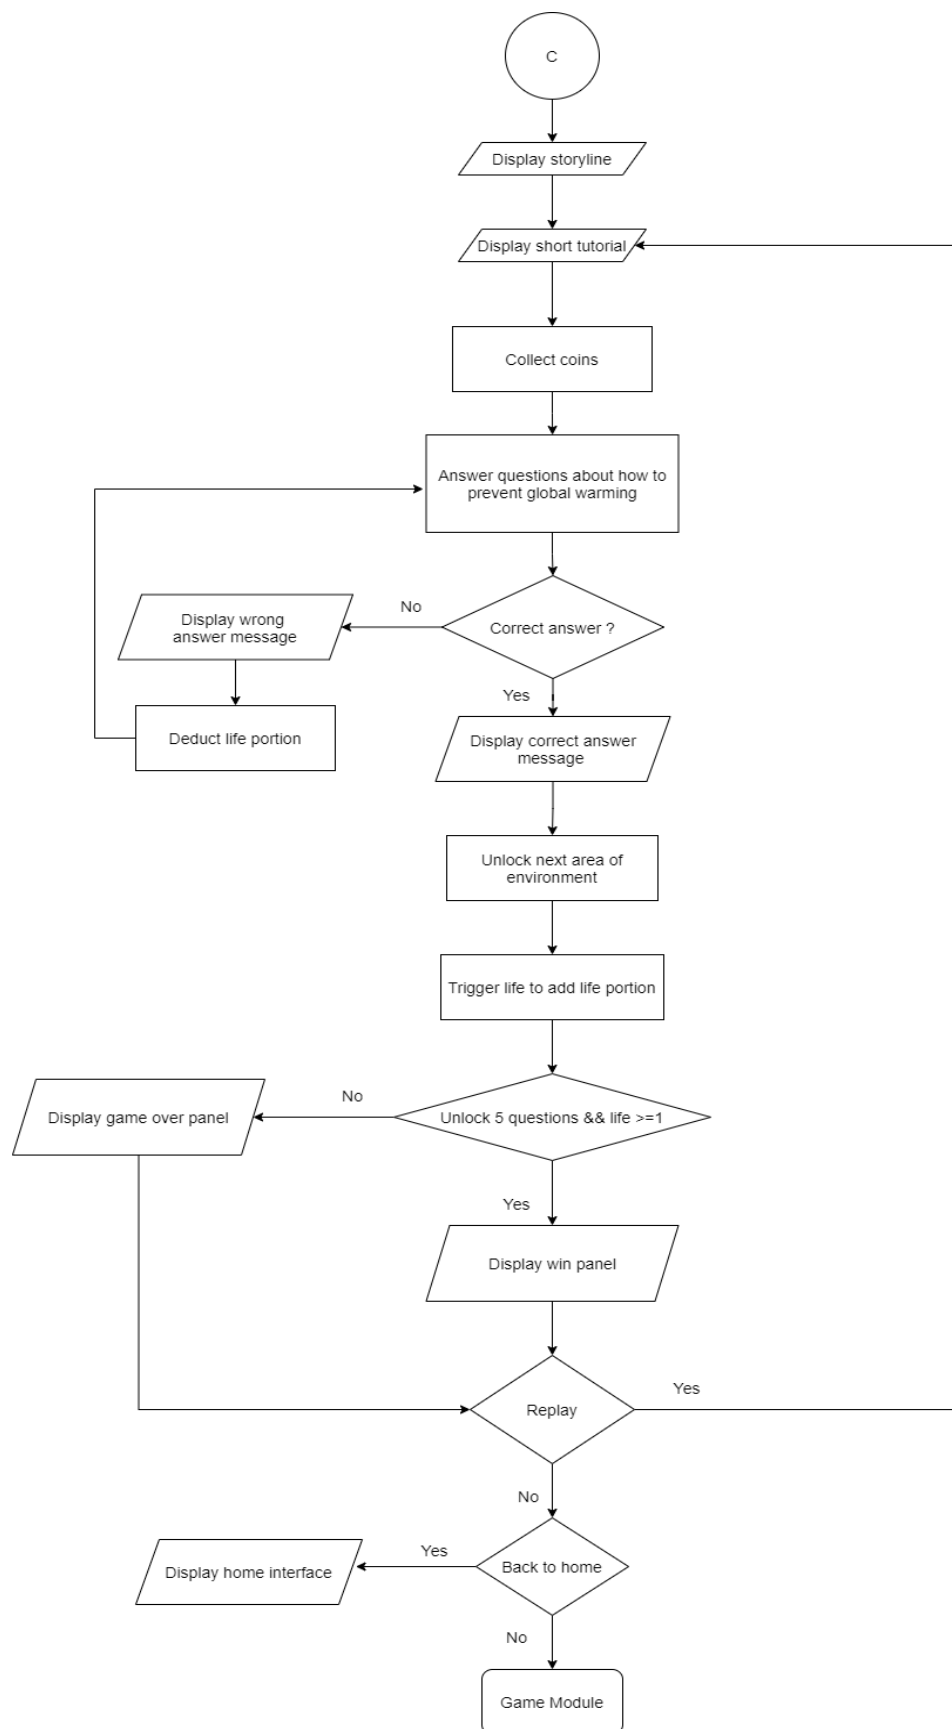 C
Display storyline
Display short tutorial
Collect coins
Answer questions about how to
prevent global warming
No
Display wrong
answer message
Correct answer ?
Yes
Deduct life portion
Display correct answer
message
Unlock next area of
environment
Trigger life to add life portion
No
Display game over panel
Unlock 5 questions && life >=1
Yes
Display win panel
Yes
Replay
No
Yes
Display home interface
Back to home
No
Game Module